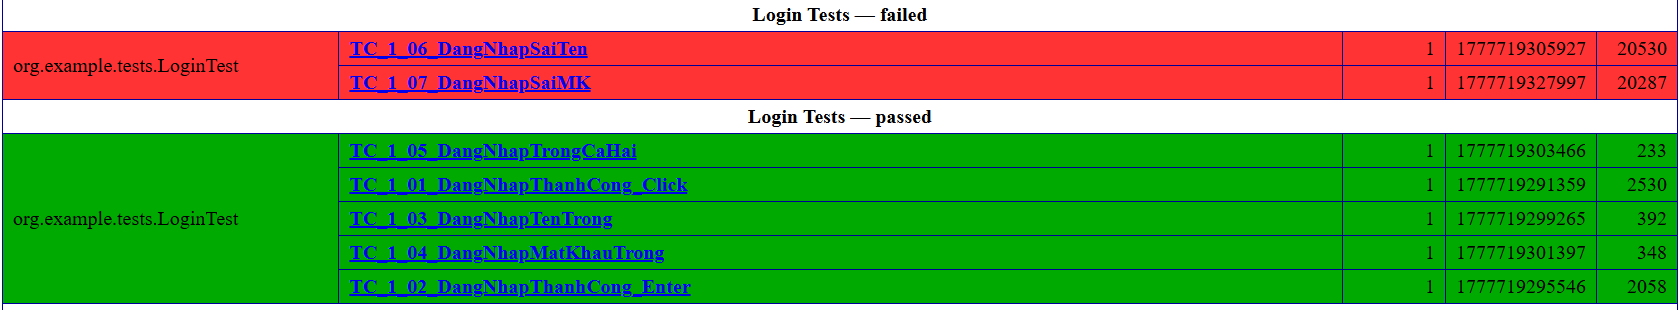 Login Tests — failed
org.example.tests.LoginTest
TC_1_06_DangNhapSaiTen 1 1777719305927 20530
TC_1_07_DangNhapSaiMK 1 1777719327997 20287
Login Tests — passed
org.example.tests.LoginTest
TC_1_05_DangNhapTrongCaHai 1 1777719303466 233
TC_1_01_DangNhapThanhCong_Click 1 1777719291359 2530
TC_1_03_DangNhapTenTrong 1 1777719299265 392
TC_1_04_DangNhapMatKhauTrong 1 1777719301397 348
TC_1_02_DangNhapThanhCong_Enter 1 1777719295546 2058